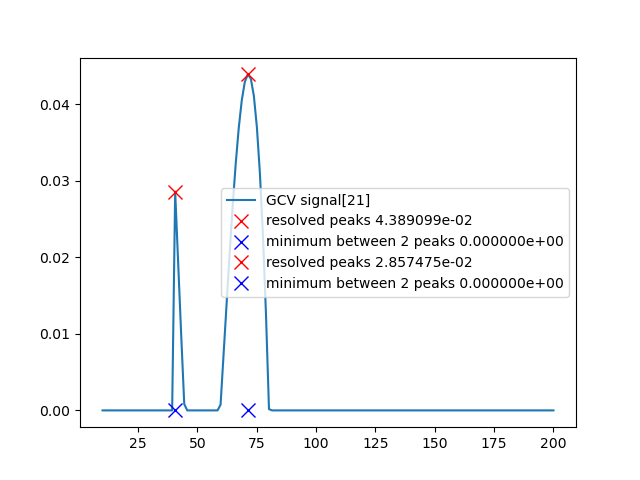 0.04
0.03
0.02
0.01
0.00
GCV signal[21]
resolved peaks 4.389099e-02
minimum between 2 peaks 0.000000e+00
resolved peaks 2.857475e-02
minimum between 2 peaks 0.000000e+00
25 50 75 100 125 150 175 200